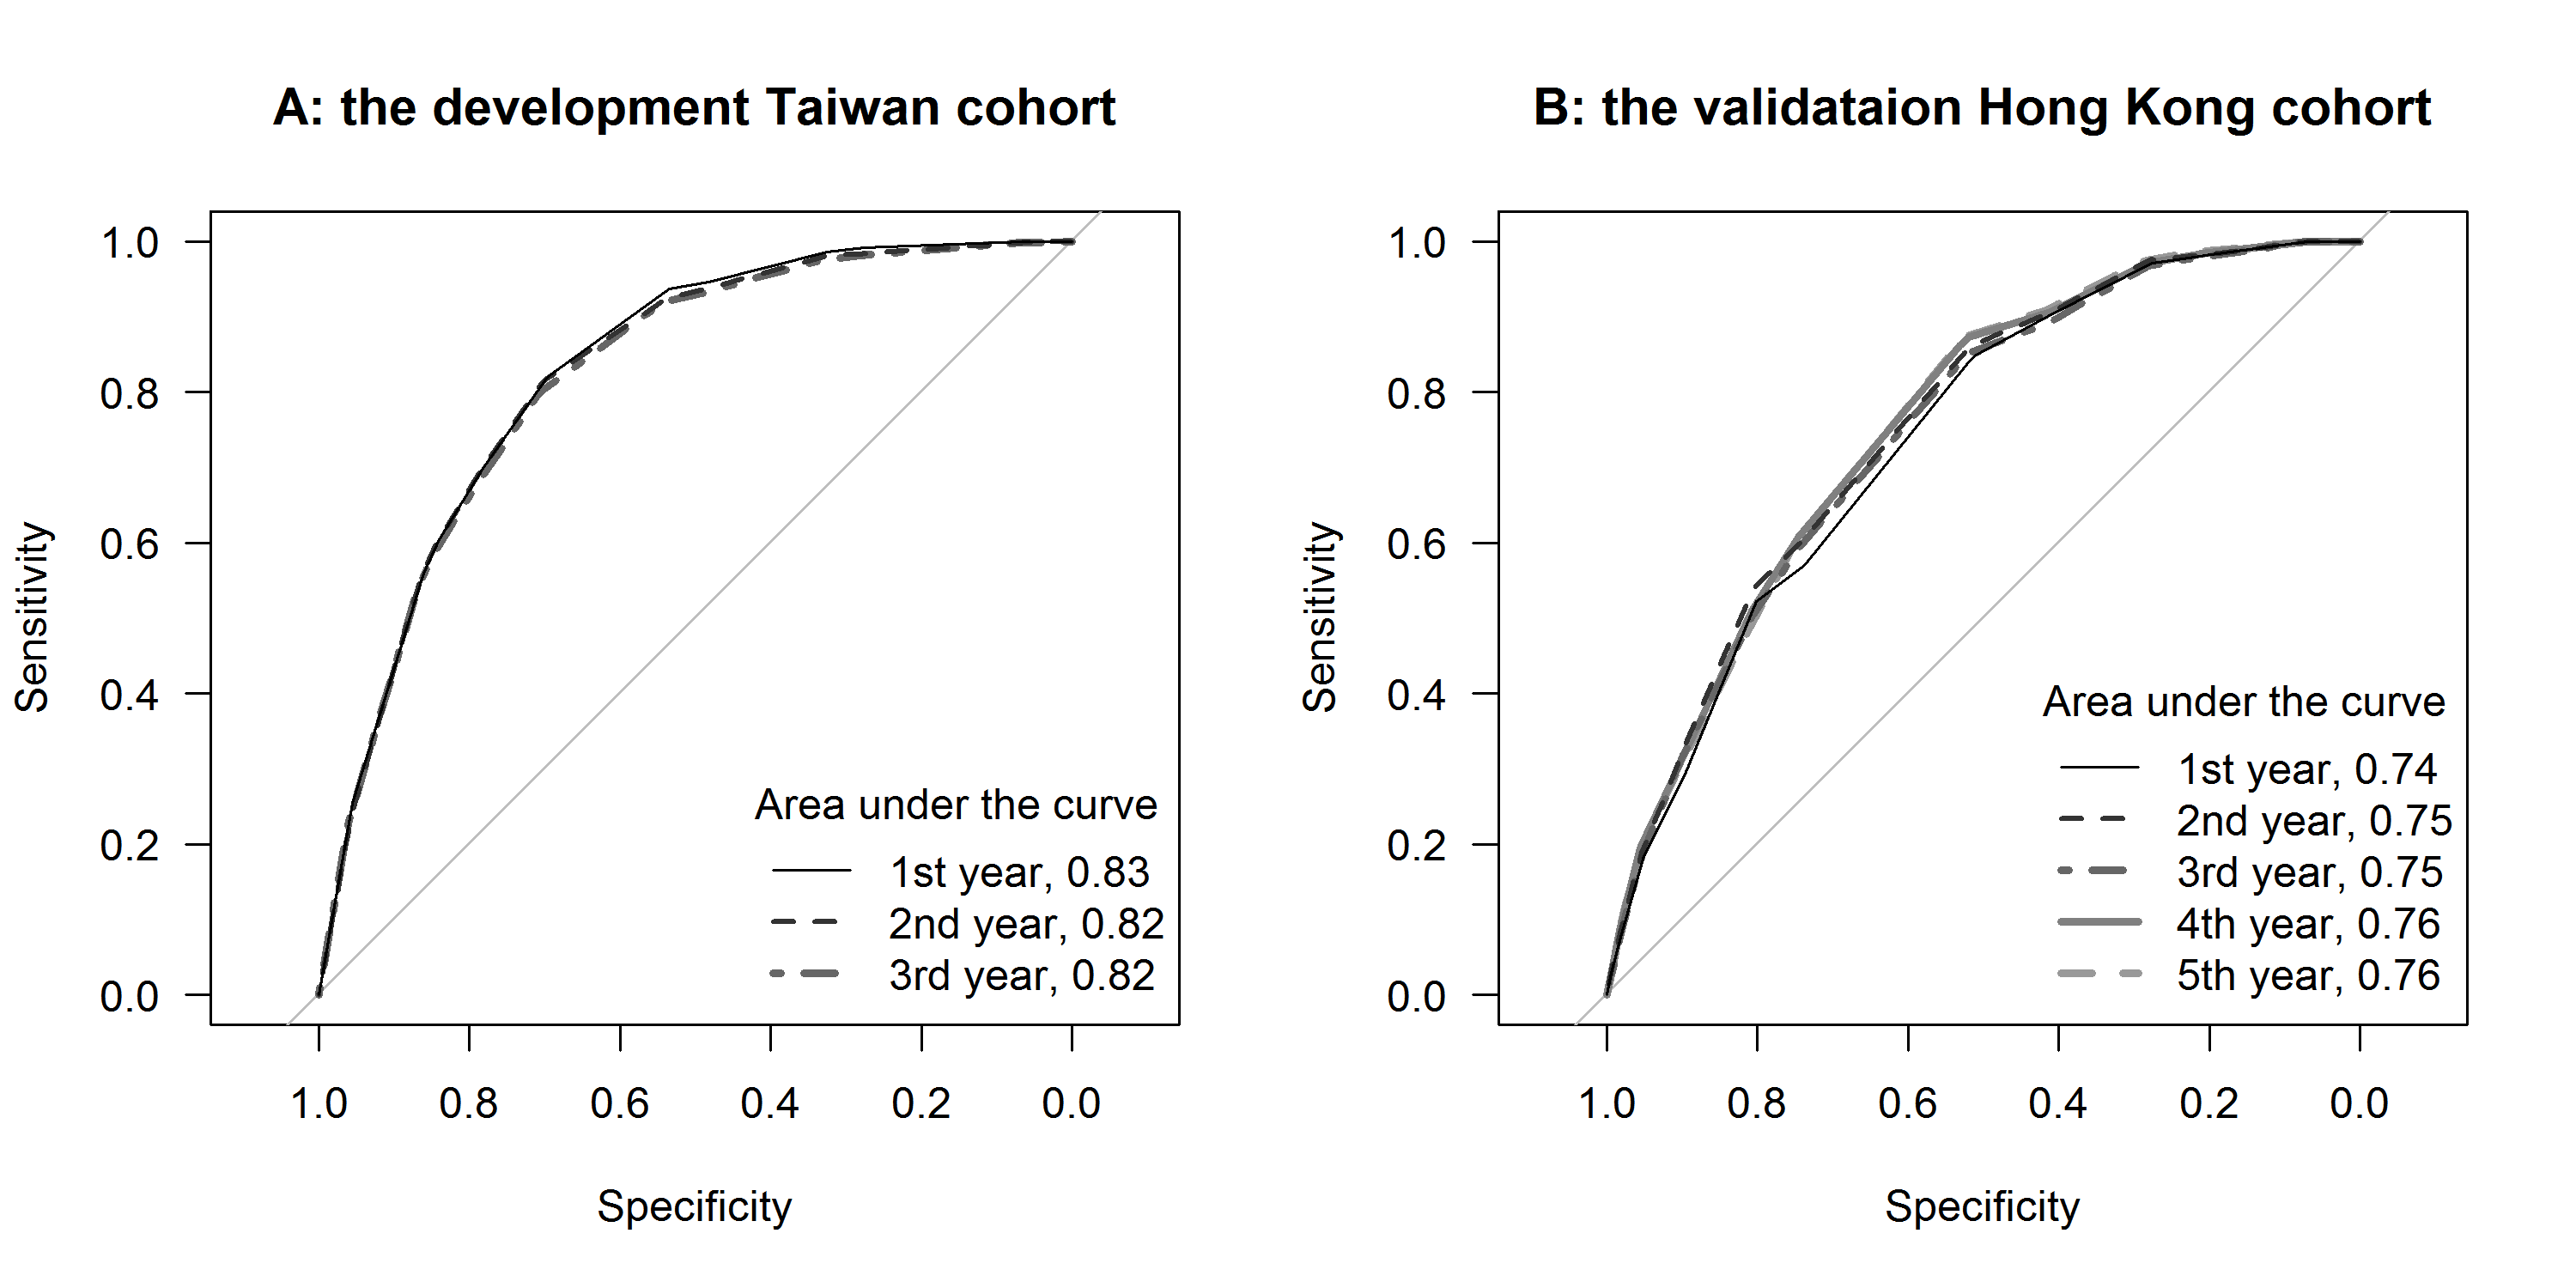 A: the development Taiwan cohort
1.0
0.8
0.6
0.4
0.2
0.0
Sensitivity
Area under the curve
1st year, 0.83
2nd year, 0.82
3rd year, 0.82
1.0 0.8 0.6 0.4 0.2 0.0
Specificity
B: the validataion Hong Kong cohort
1.0
0.8
0.6
0.4
0.2
0.0
Sensitivity
Area under the curve
1st year, 0.74
2nd year, 0.75
3rd year, 0.75
4th year, 0.76
5th year, 0.76
1.0 0.8 0.6 0.4 0.2 0.0
Specificity